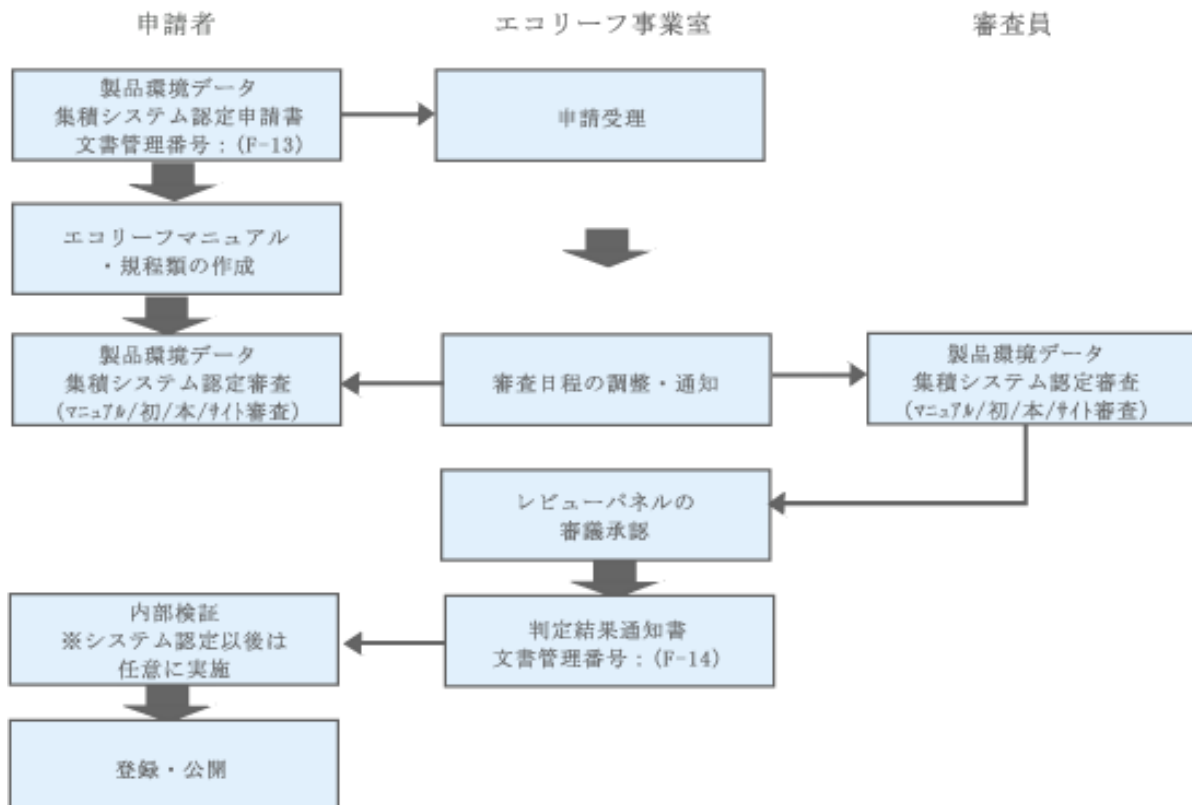 申請者
エコリーフ事業室
審査員
製品環境データ
集積システム認定申請書
文書管理番号：(F-13)
申請受理
エコリーフマニュアル
・規程類の作成
製品環境データ
集積システム認定審査
(ﾏﾆｭｱﾙ/初/本/ｻｲﾄ審査)
審査日程の調整・通知
製品環境データ
集積システム認定審査
(ﾏﾆｭｱﾙ/初/本/ｻｲﾄ審査)
レビューパネルの
審議承認
内部検証
※システム認定以後は
任意に実施
判定結果通知書
文書管理番号：(F-14)
登録・公開